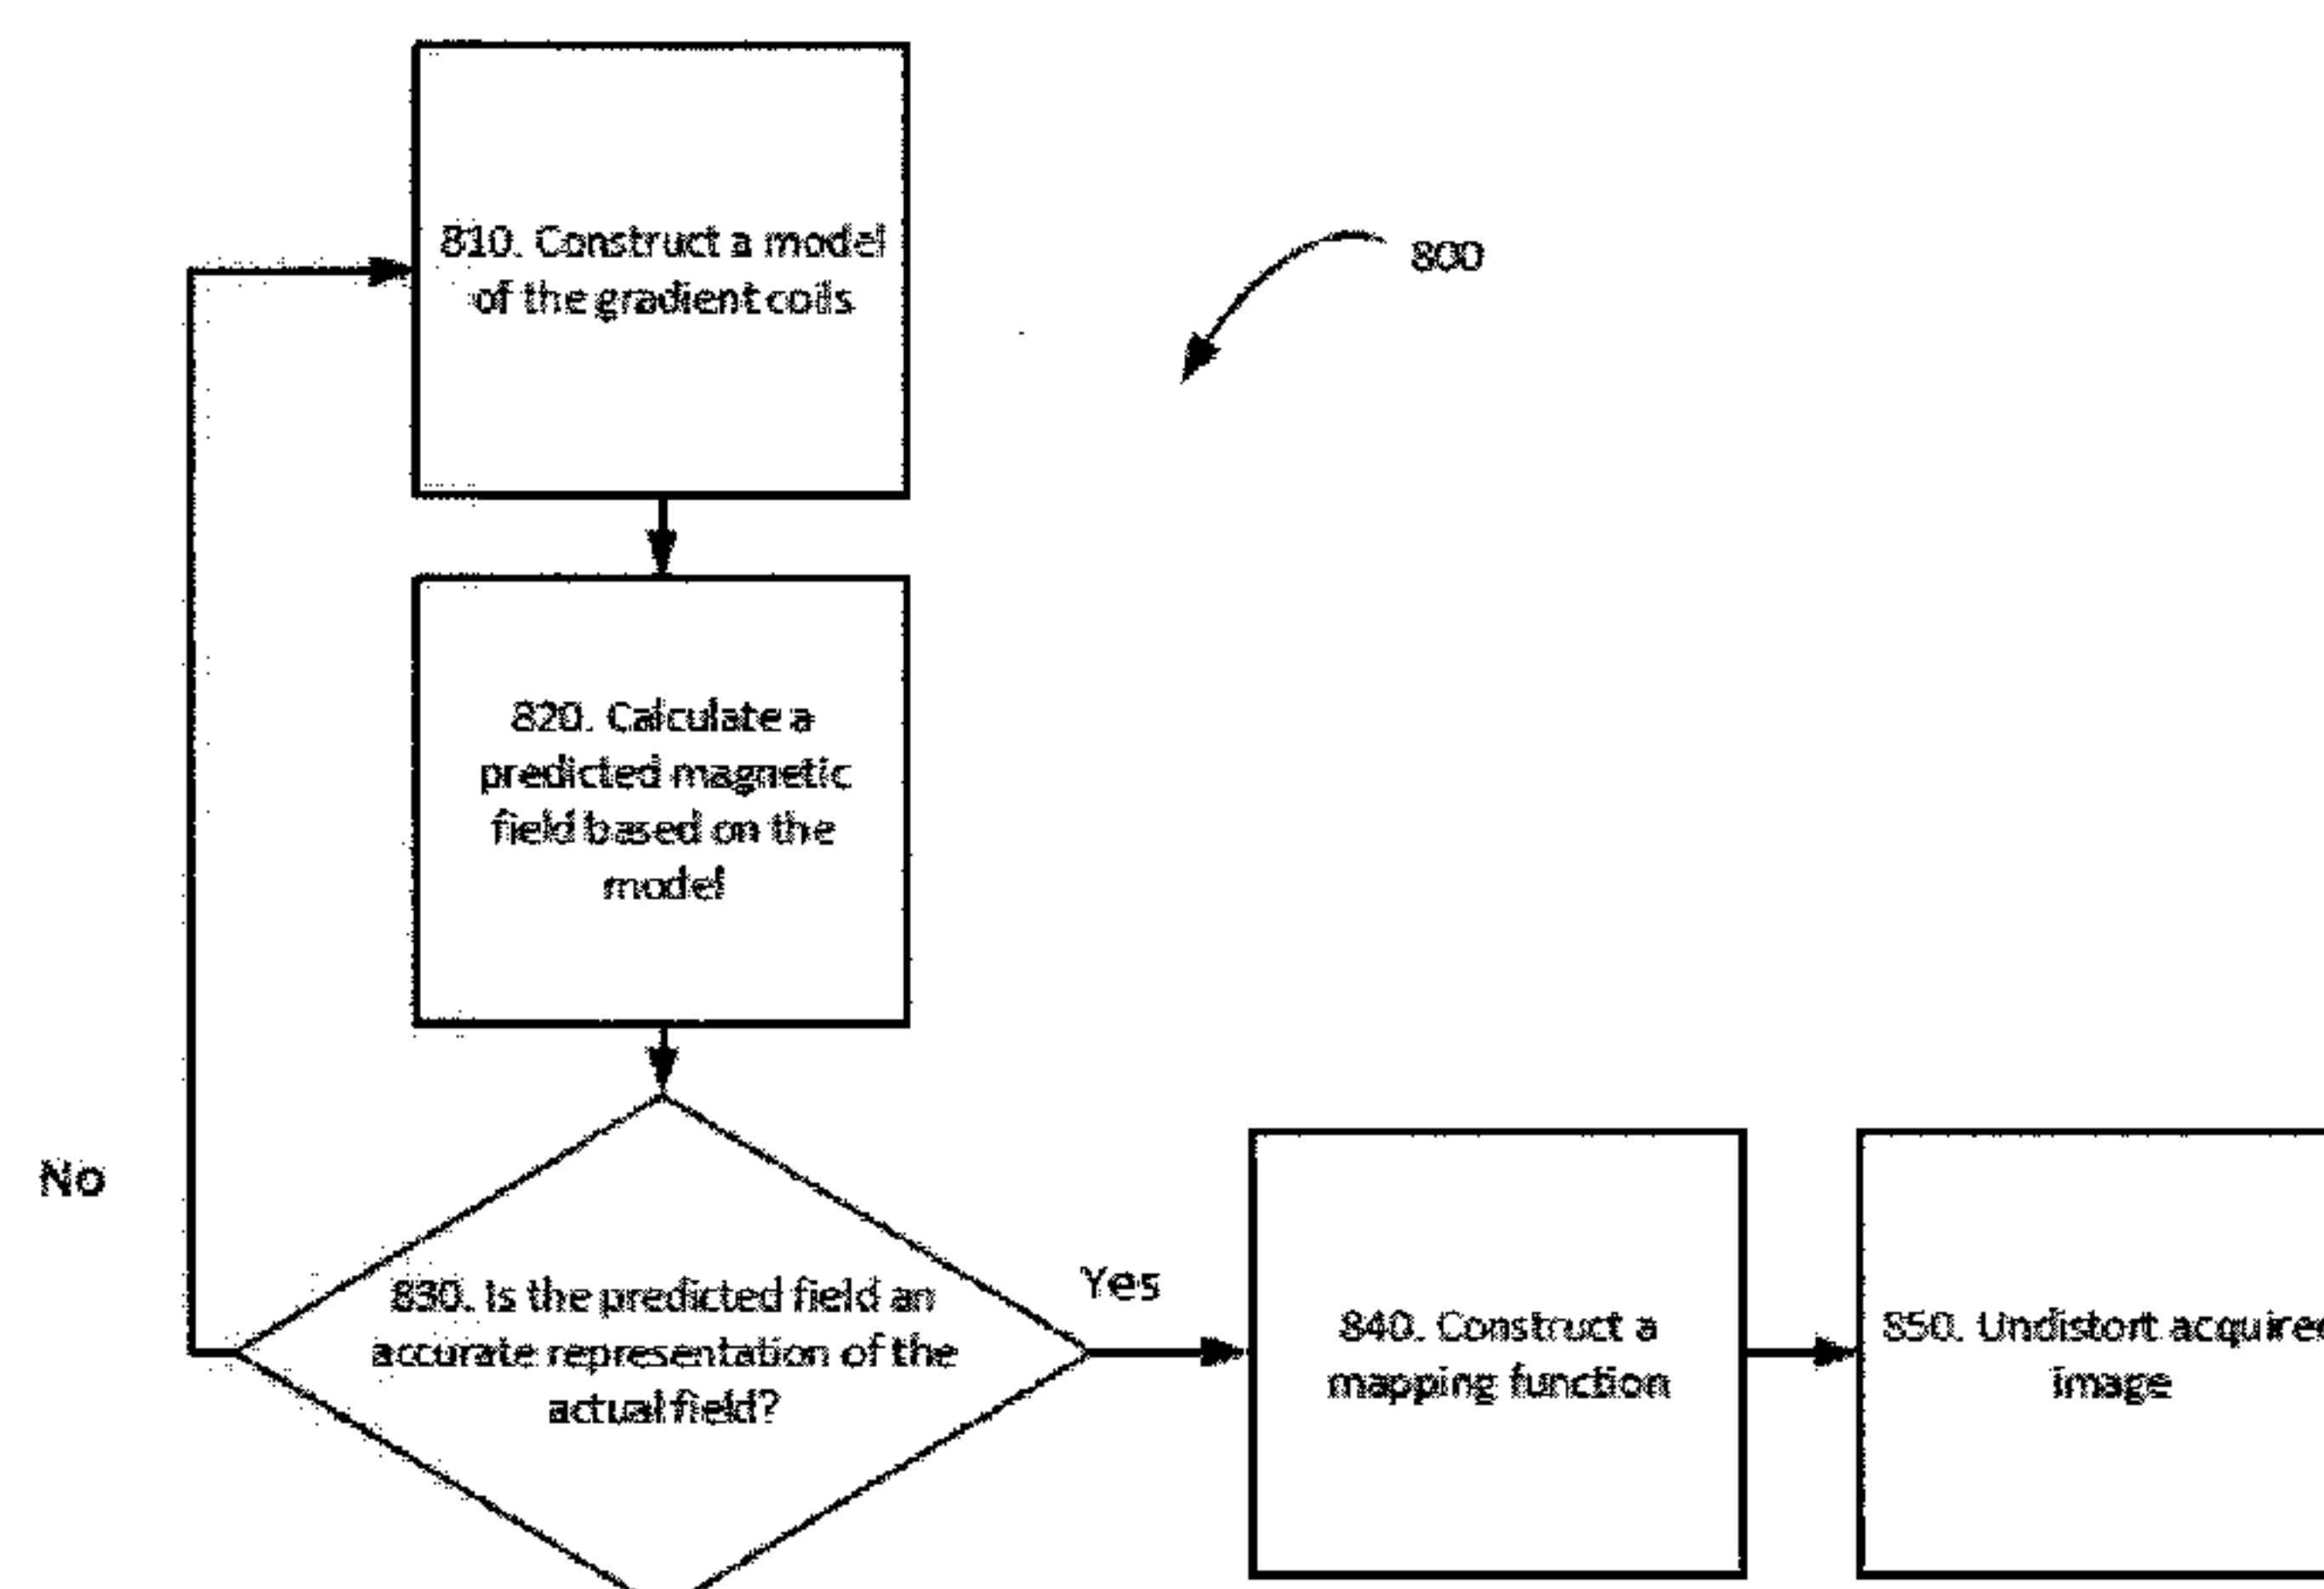 810. Construct a model
of the gradient coils
800
820. Calculate a
predicted magnetic
field based on the
model
No
830. Is the predicted field an
accurate representation of the
actual field?
Yes
840. Construct a
mapping function
850. Undistort acquired
image